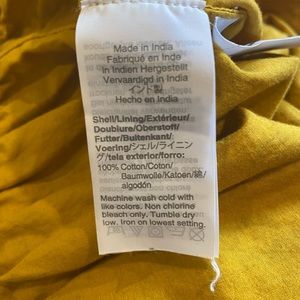 Made in India
Fabriqué en Inde
In Indien Hergestellt
Vervaardigd in India
インド製
Hecho en India
Shell/Lining/Extérieur/
Doublure/Oberstoff/
Futter/Buitenkant/
Voering/シェル/ライニン
グ/tela exterior/forro:
100% Cotton/Coton/
Baumwolle/Katoen/綿/
algodón
Machine wash cold with
like colors. Non chlorine
bleach only. Tumble dry
low. Iron on lowest setting.